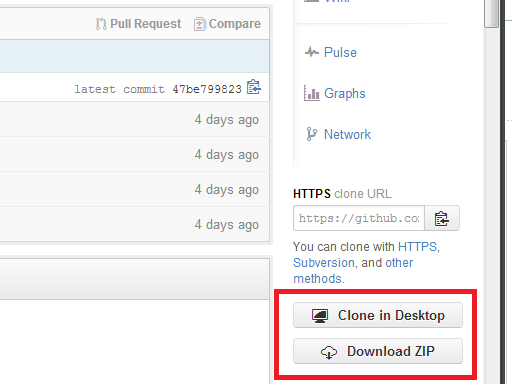 Pull Request Compare
latest commit 47be799823
4 days ago
4 days ago
4 days ago
4 days ago
Pulse
Graphs
Network
HTTPS clone URL
https://github.co
You can clone with HTTPS,
Subversion, and other
methods.
Clone in Desktop
Download ZIP